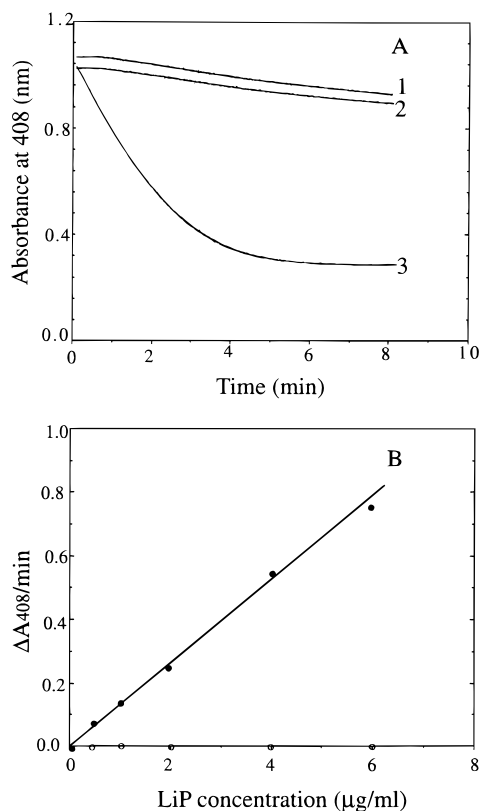 1.2
A
1
2
0.8
0.4
3
0.0
0 2 4 6 8 10
Absorbance at 408 (nm)
Time (min)
1.0
B
0.8
0.6
0.4
0.2
0.0
0 2 4 6 8
ΔA408/min
LiP concentration (μg/ml)